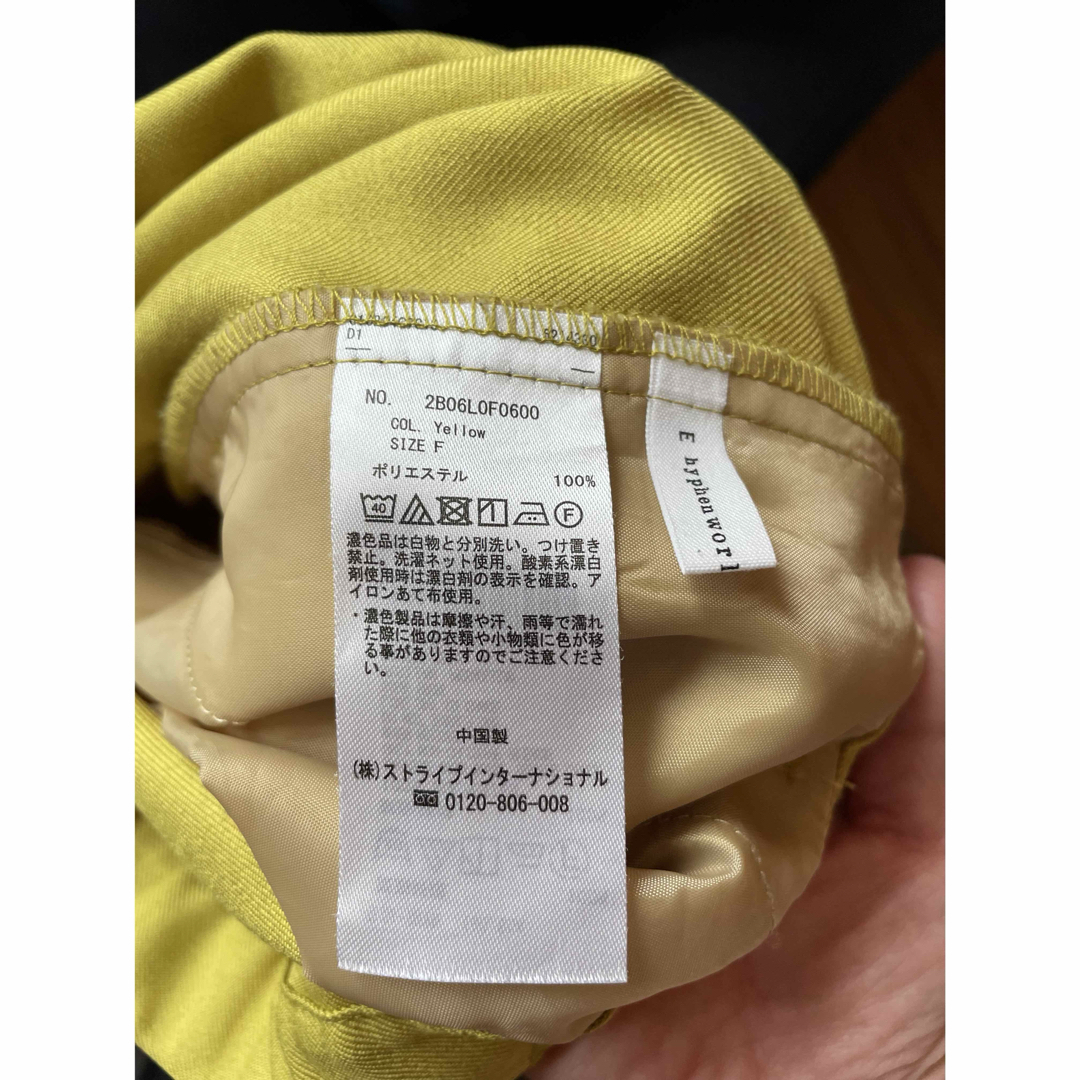 D1
NO. 2B06L0F0600
COL. Yellow
SIZE F
ポリエステル 100%
40
F
濃色品は白物と分別洗い。つけ置き
禁止。洗濯ネット使用。酸素系漂白
剤使用時は漂白剤の表示を確認。ア
イロンあて布使用。
・濃色製品は摩擦や汗、雨等で濡れ
た際に他の衣類や小物類に色が移
る事がありますのでご注意くださ
い。
中国製
(株)ストライプインターナショナル
0120-806-008
E hyphen worl